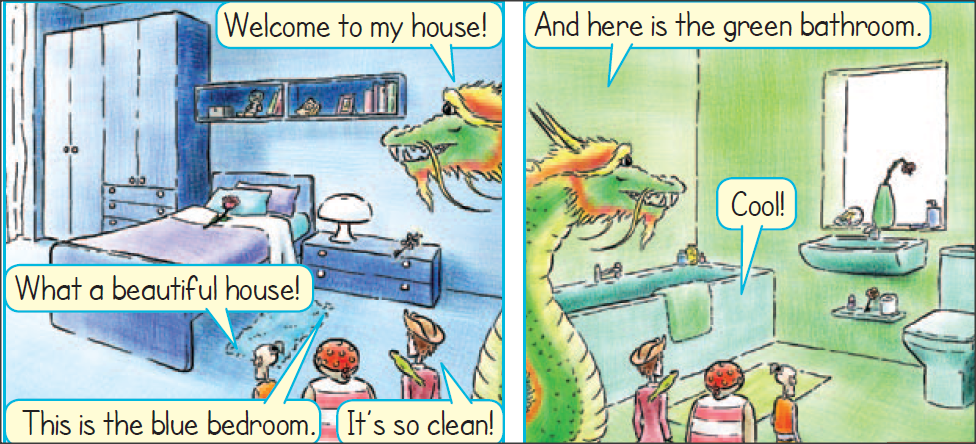 Welcome to my house!
What a beautiful house!
This is the blue bedroom.
It's so clean!
And here is the green bathroom.
Cool!